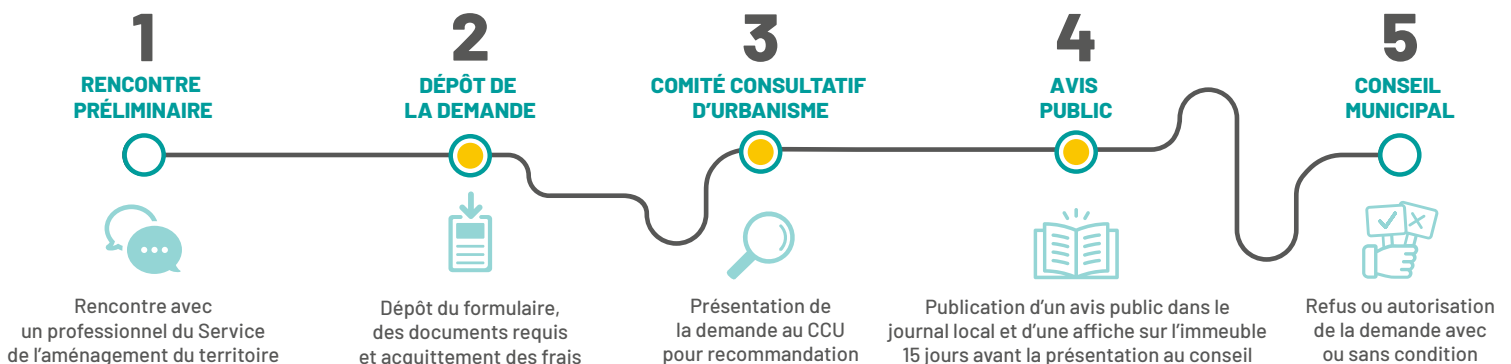 1
RENCONTRE
PRÉLIMINAIRE
Rencontre avec
un professionnel du Service
de l'aménagement du territoire
2
DÉPÔT DE
LA DEMANDE
Dépôt du formulaire,
des documents requis
et acquittement des frais
3
COMITÉ CONSULTATIF
D'URBANISME
Présentation de
la demande au CCU
pour recommandation
4
AVIS
PUBLIC
Publication d'un avis public dans le
journal local et d'une affiche sur l'immeuble
15 jours avant la présentation au conseil
5
CONSEIL
MUNICIPAL
Refus ou autorisation
de la demande avec
ou sans condition